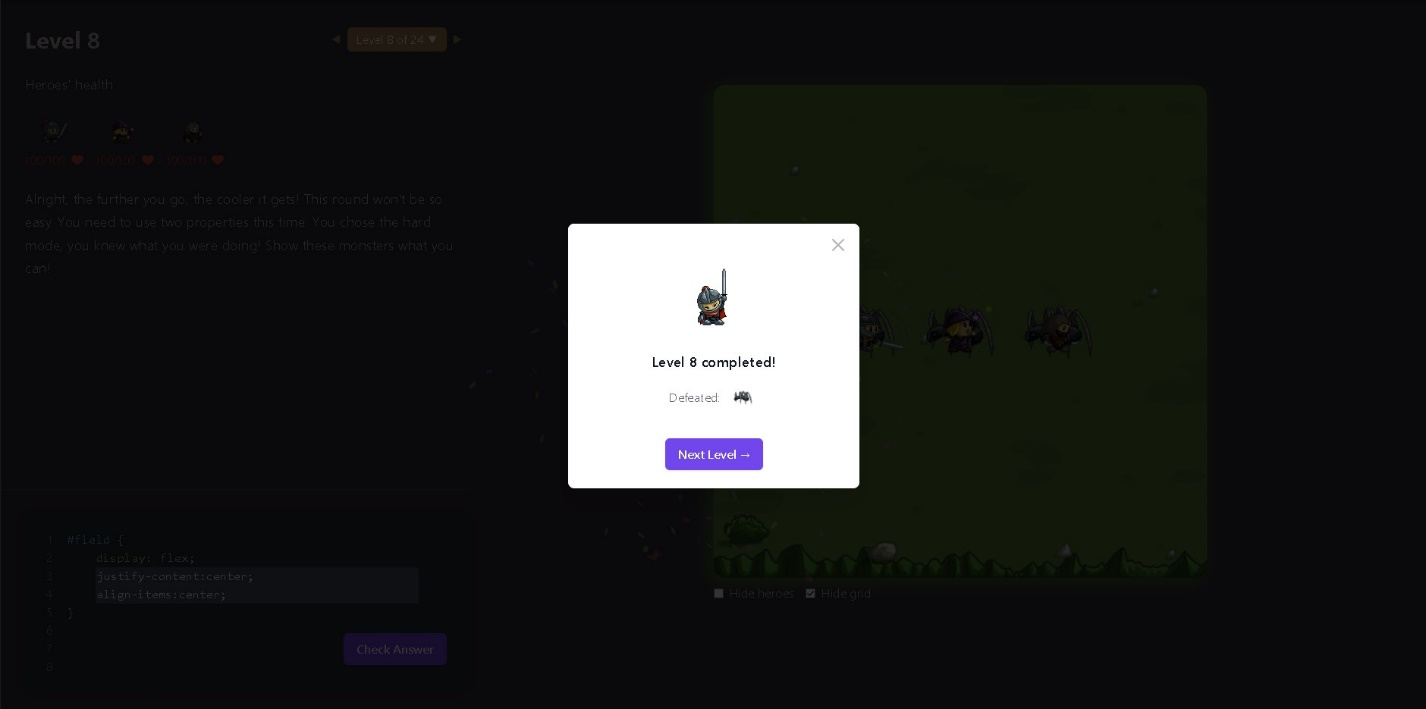 Level 8
Level 8 of 24 ▼
Heroes' health
Alright, the further you go, the cooler it gets! This round won't be so
easy. You need to use two properties this time. You chose the hard
mode, you knew what you were doing! Show these monsters what you
can!
Level 8 completed!
Defeated:
Next Level →
1 #field {
2 display: flex;
3 justify-content:center;
4 align-items:center;
5 }
6
7
8
Check Answer
Hide heroes
Hide grid